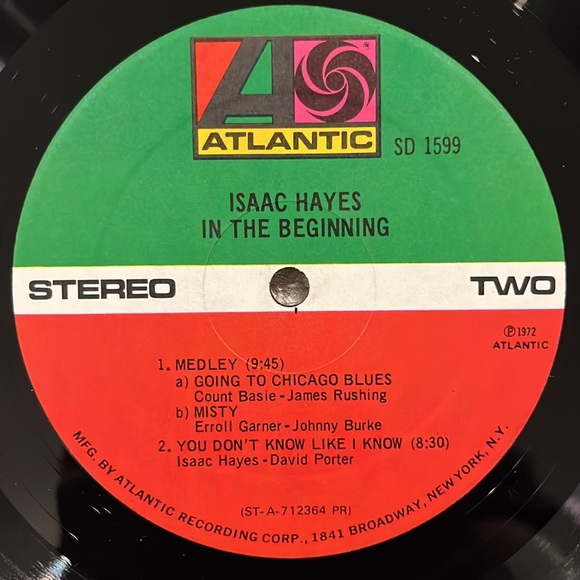 ATLANTIC
SD 1599
ISAAC HAYES
IN THE BEGINNING
STEREO
TWO
Ⓟ1972
ATLANTIC
1. MEDLEY (9:45)
a) GOING TO CHICAGO BLUES
Count Basie-James Rushing
b) MISTY
Erroll Garner-Johnny Burke
2. YOU DON'T KNOW LIKE I KNOW (8:30)
Isaac Hayes-David Porter
(ST-A-712364 PR)
MFG. BY ATLANTIC RECORDING CORP., 1841 BROADWAY, NEW YORK, N.Y.